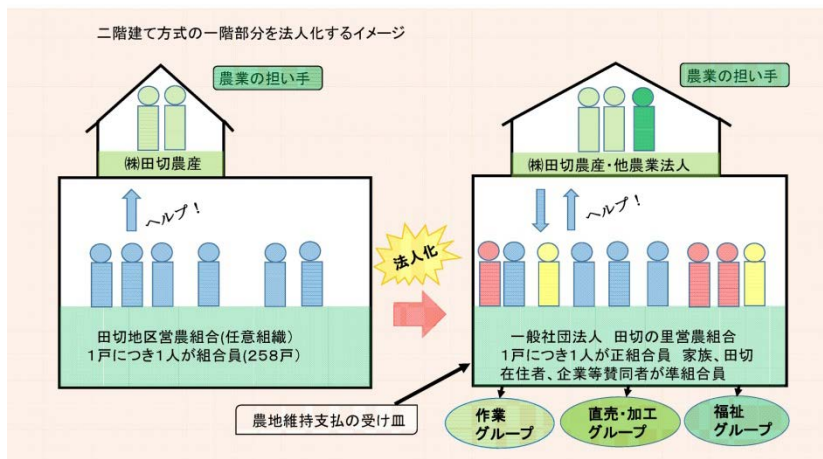 二階建て方式の一階部分を法人化するイメージ
農業の担い手
㈱田切農産
ヘルプ！
田切地区営農組合(任意組織)
１戸につき１人が組合員(２５８戸)
法人化
農業の担い手
㈱田切農産・他農業法人
ヘルプ！
一般社団法人　田切の里営農組合
１戸につき１人が正組合員　家族、田切
在住者、企業等賛同者が準組合員
農地維持支払の受け皿
作業
グループ
直売・加工
グループ
福祉
グループ